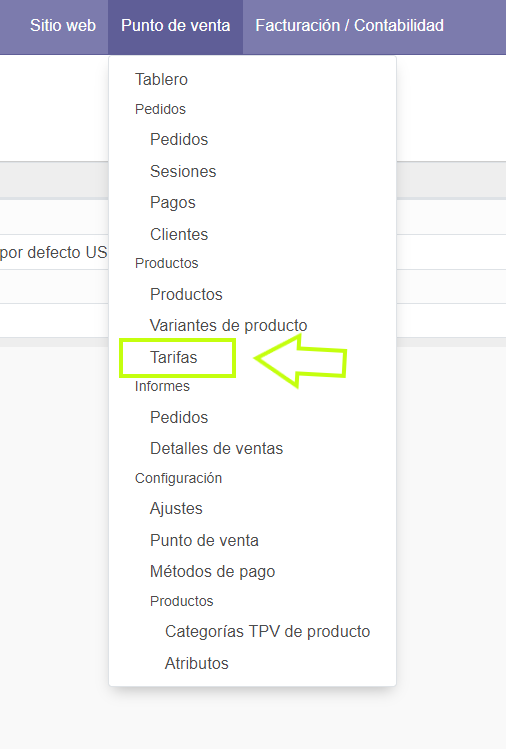 Sitio web Punto de venta Facturación / Contabilidad
Tablero
Pedidos
Pedidos
Sesiones
Pagos
Clientes
por defecto US
Productos
Productos
Variantes de producto
Tarifas
Informes
Pedidos
Detalles de ventas
Configuración
Ajustes
Punto de venta
Métodos de pago
Productos
Categorías TPV de producto
Atributos